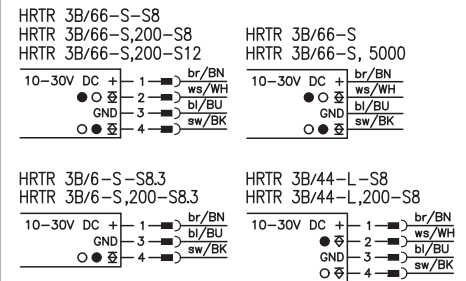 HRTR 3B/66-S-S8
HRTR 3B/66-S,200-S8
HRTR 3B/66-S,200-S12
10-30V DC + 1 br/BN
2 ws/WH
GND 3 bl/BU
4 sw/BK
HRTR 3B/66-S
HRTR 3B/66-S, 5000
10-30V DC + br/BN
ws/WH
GND bl/BU
sw/BK
HRTR 3B/6-S-S8.3
HRTR 3B/6-S,200-S8.3
10-30V DC + 1 br/BN
GND 3 bl/BU
4 sw/BK
HRTR 3B/44-L-S8
HRTR 3B/44-L,200-S8
10-30V DC + 1 br/BN
2 ws/WH
GND 3 bl/BU
4 sw/BK